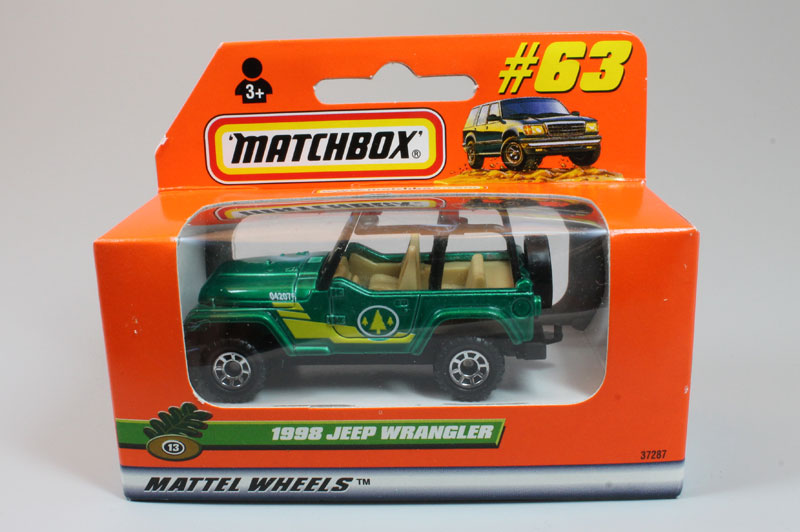 #63
3+
'MATCHBOX'®
04207
1998 JEEP WRANGLER
13
37287
MATTEL WHEELS™